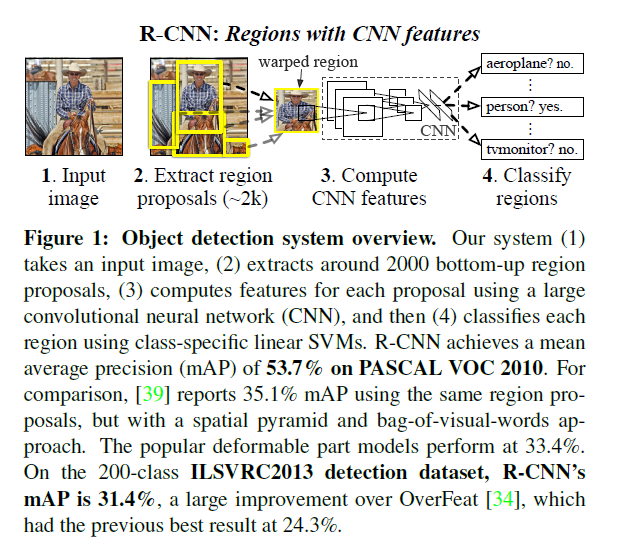 R-CNN: Regions with CNN features
warped region
aeroplane? no.
⋮
person? yes.
⋮
tvmonitor? no.
CNN
1. Input
image
2. Extract region
proposals (~2k)
3. Compute
CNN features
4. Classify
regions
Figure 1: Object detection system overview. Our system (1)
takes an input image, (2) extracts around 2000 bottom-up region
proposals, (3) computes features for each proposal using a large
convolutional neural network (CNN), and then (4) classifies each
region using class-specific linear SVMs. R-CNN achieves a mean
average precision (mAP) of 53.7% on PASCAL VOC 2010. For
comparison, [39] reports 35.1% mAP using the same region pro-
posals, but with a spatial pyramid and bag-of-visual-words ap-
proach. The popular deformable part models perform at 33.4%.
On the 200-class ILSVRC2013 detection dataset, R-CNN's
mAP is 31.4%, a large improvement over OverFeat [34], which
had the previous best result at 24.3%.